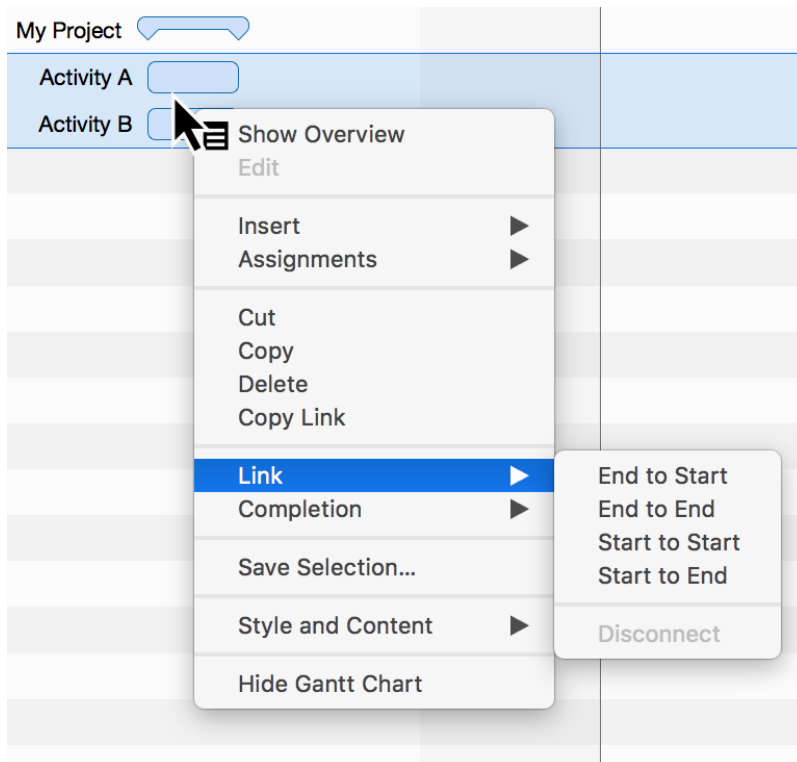 My Project
Activity A
Activity B
Show Overview
Edit
Insert
Assignments
Cut
Copy
Delete
Copy Link
Link
Completion
Save Selection...
Style and Content
Hide Gantt Chart
End to Start
End to End
Start to Start
Start to End
Disconnect